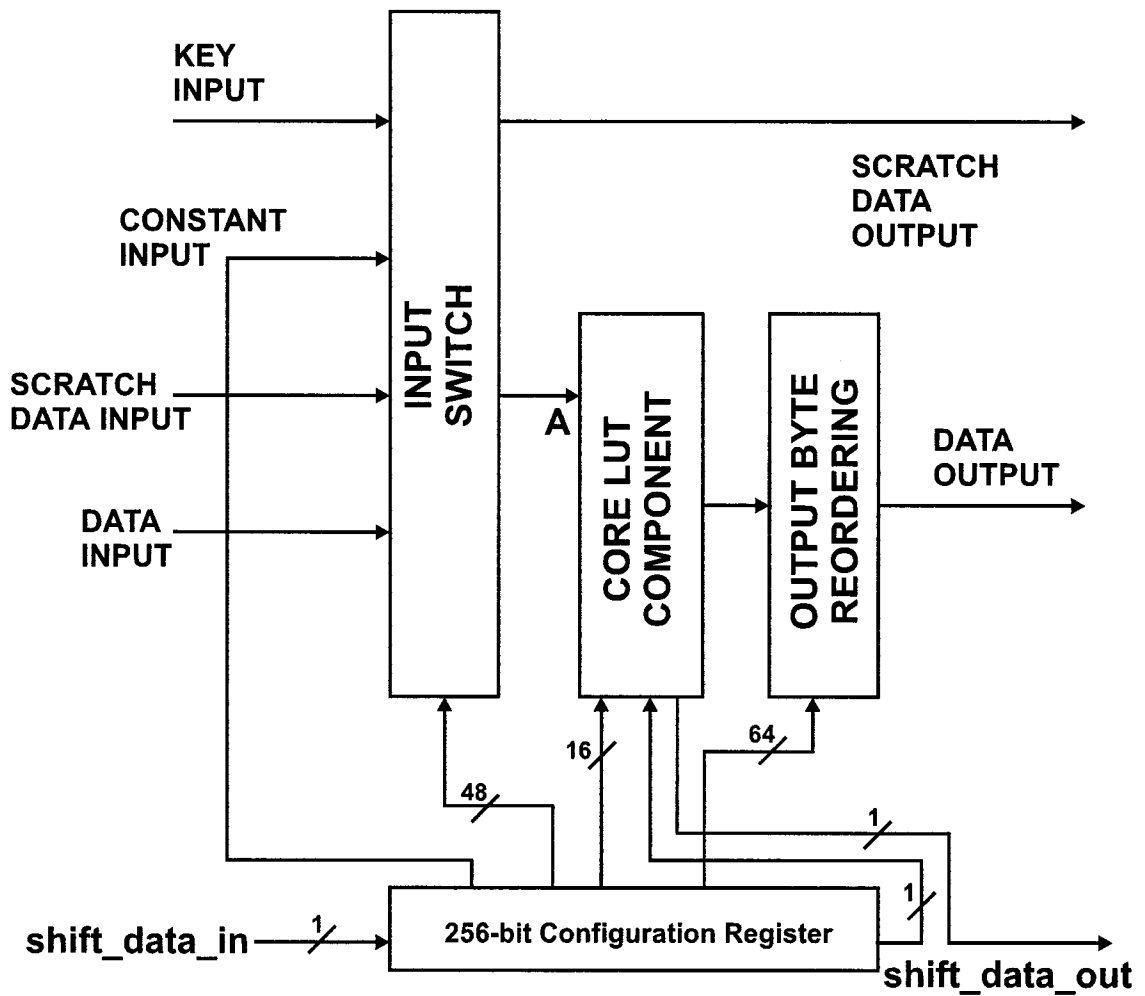 KEY
INPUT
SCRATCH
DATA
OUTPUT
CONSTANT
INPUT
INPUT
SWITCH
SCRATCH
DATA INPUT
A
CORE LUT
COMPONENT
OUTPUT BYTE
REORDERING
DATA
OUTPUT
DATA
INPUT
16
64
48
1
1
shift_data_in
1
256-bit Configuration Register
shift_data_out